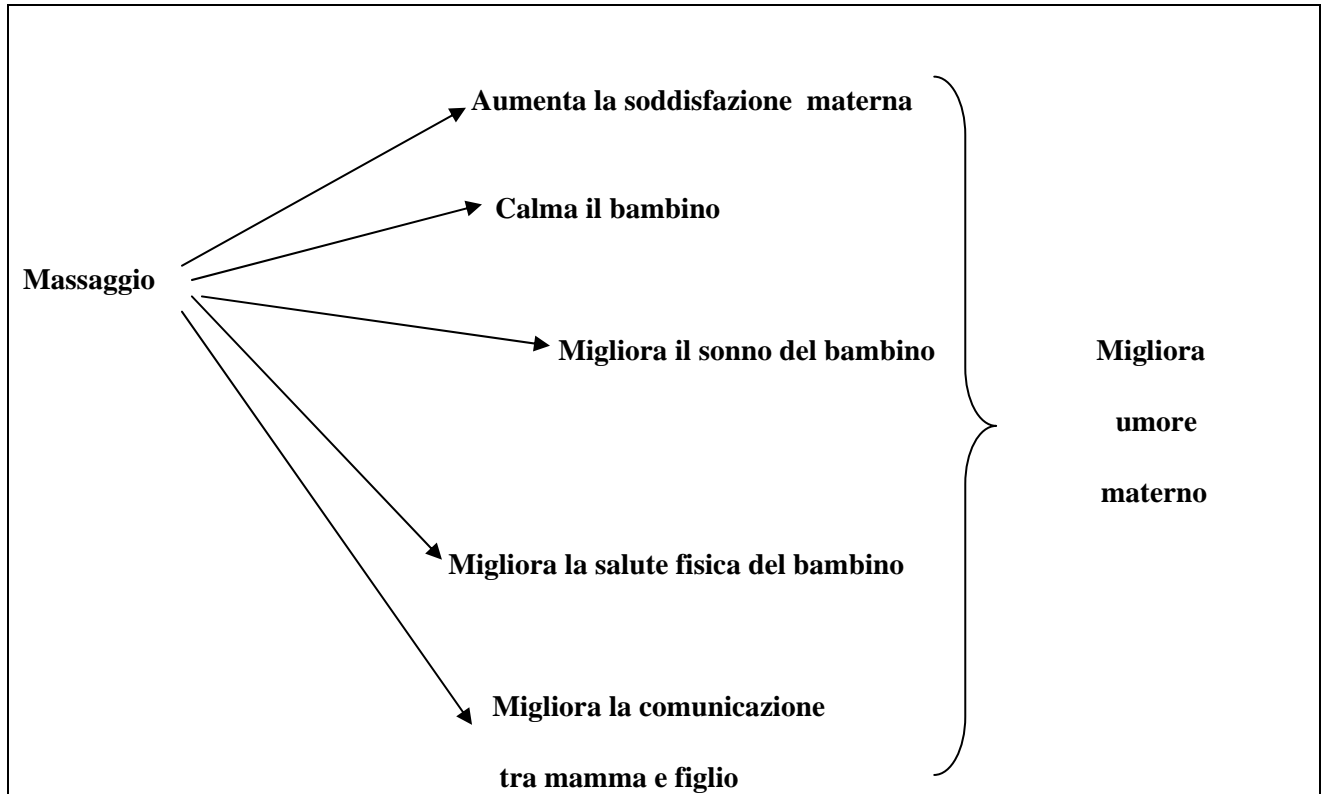 Aumenta la soddisfazione materna
Calma il bambino
Massaggio
Migliora il sonno del bambino
Migliora
umore
materno
Migliora la salute fisica del bambino
Migliora la comunicazione
tra mamma e figlio